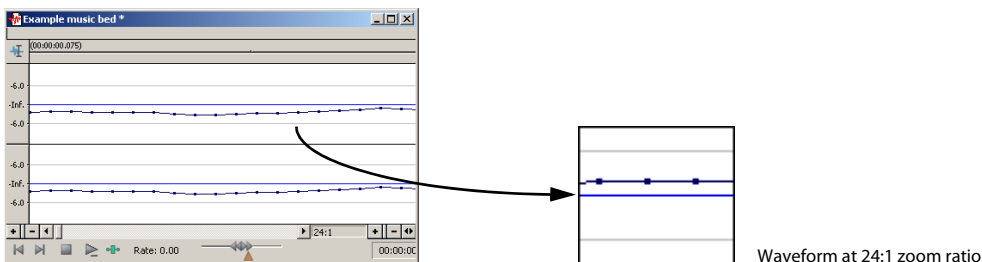 Example music bed *
(00:00:00.075)
-6.0
-Inf.
-6.0
-6.0
-Inf.
-6.0
24:1
Rate: 0.00
00:00:00
Waveform at 24:1 zoom ratio